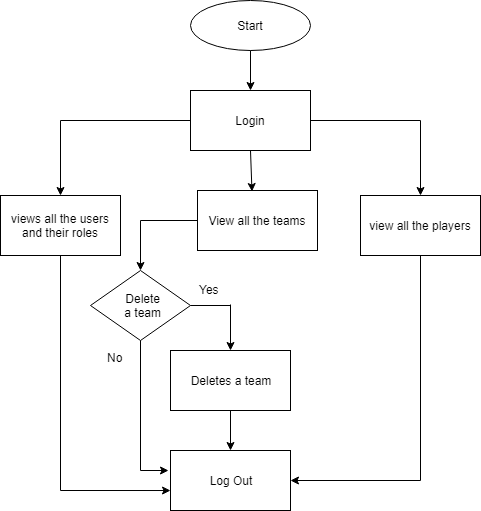 Start
Login
views all the users
and their roles
View all the teams
view all the players
Delete
a team
Yes
No
Deletes a team
Log Out